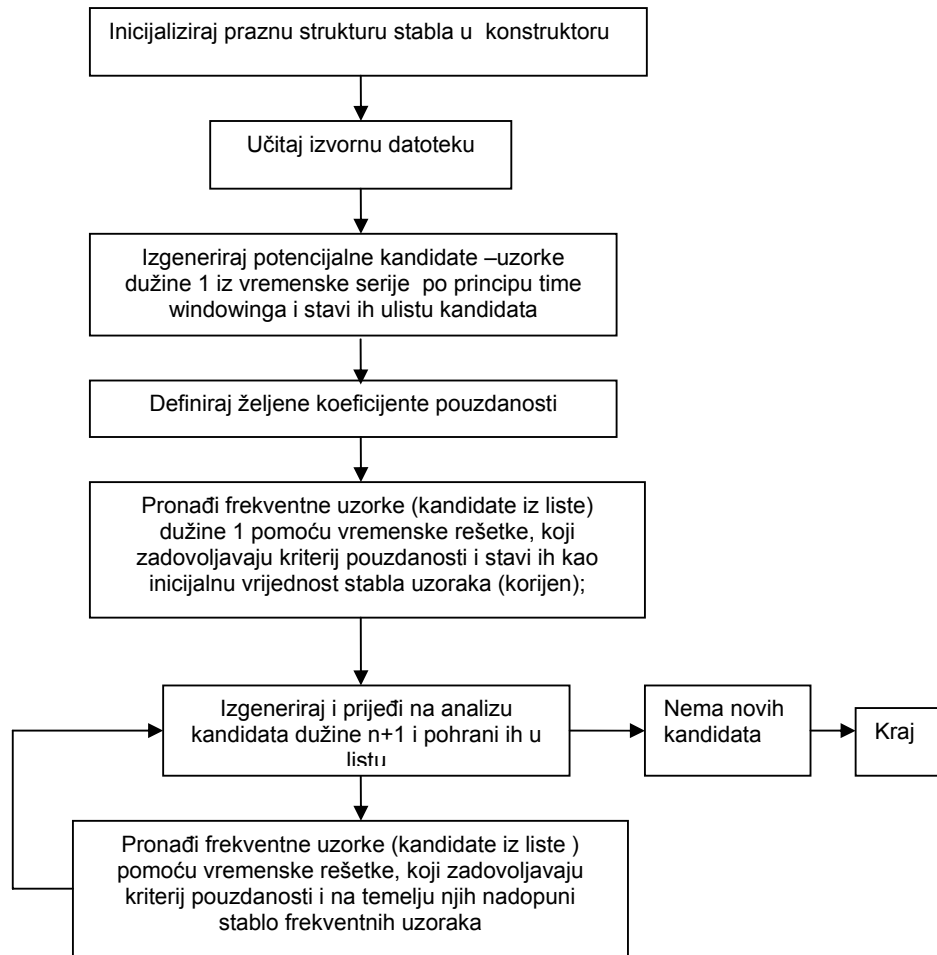 Inicijaliziraj praznu strukturu stabla u konstruktoru
Učitaj izvornu datoteku
Izgeneriraj potencijalne kandidate –uzorke
dužine 1 iz vremenske serije po principu time
windowinga i stavi ih ulistu kandidata
Definiraj željene koeficijente pouzdanosti
Pronađi frekventne uzorke (kandidate iz liste)
dužine 1 pomoću vremenske rešetke, koji
zadovoljavaju kriterij pouzdanosti i stavi ih kao
inicijalnu vrijednost stabla uzoraka (korijen);
Izgeneriraj i prijeđi na analizu
kandidata dužine n+1 i pohrani ih u
listu
Nema novih
kandidata
Kraj
Pronađi frekventne uzorke (kandidate iz liste )
pomoću vremenske rešetke, koji zadovoljavaju
kriterij pouzdanosti i na temelju njih nadopuni
stablo frekventnih uzoraka